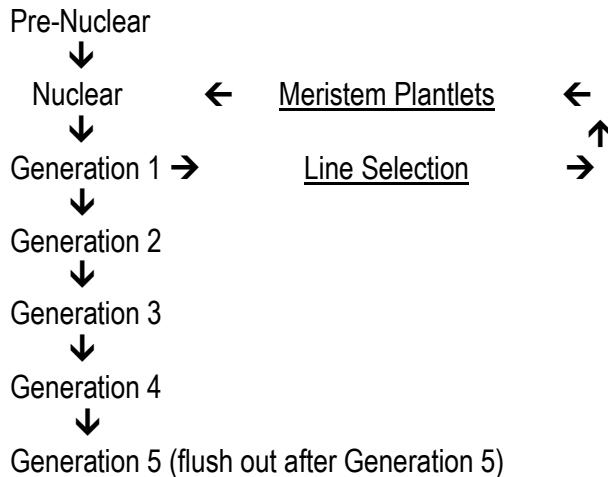 Pre-Nuclear
↓
Nuclear ← Meristem Plantlets ←
↓ ↑
Generation 1 → Line Selection →
↓
Generation 2
↓
Generation 3
↓
Generation 4
↓
Generation 5 (flush out after Generation 5)